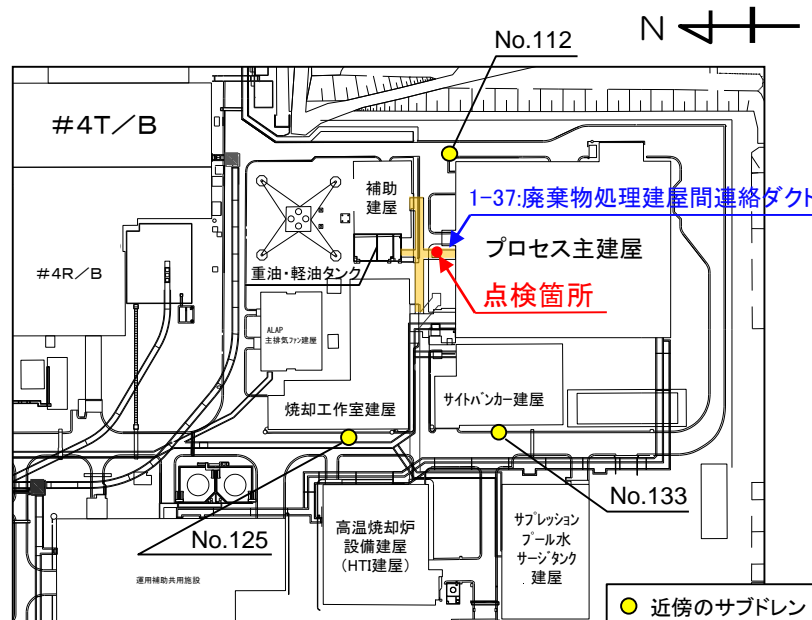 N
No.112
#4T/B
補助
建屋
1-37:廃棄物処理建屋間連絡ダクト
プロセス主建屋
#4R/B
重油・軽油タンク
点検箇所
ALAP
主排気ファン建屋
焼却工作室建屋
サイトバンカー建屋
No.133
No.125
高温焼却炉
設備建屋
(HTI建屋)
サプレッション
プール水
サージタンク
建屋
運用補助共用施設
近傍のサブドレン